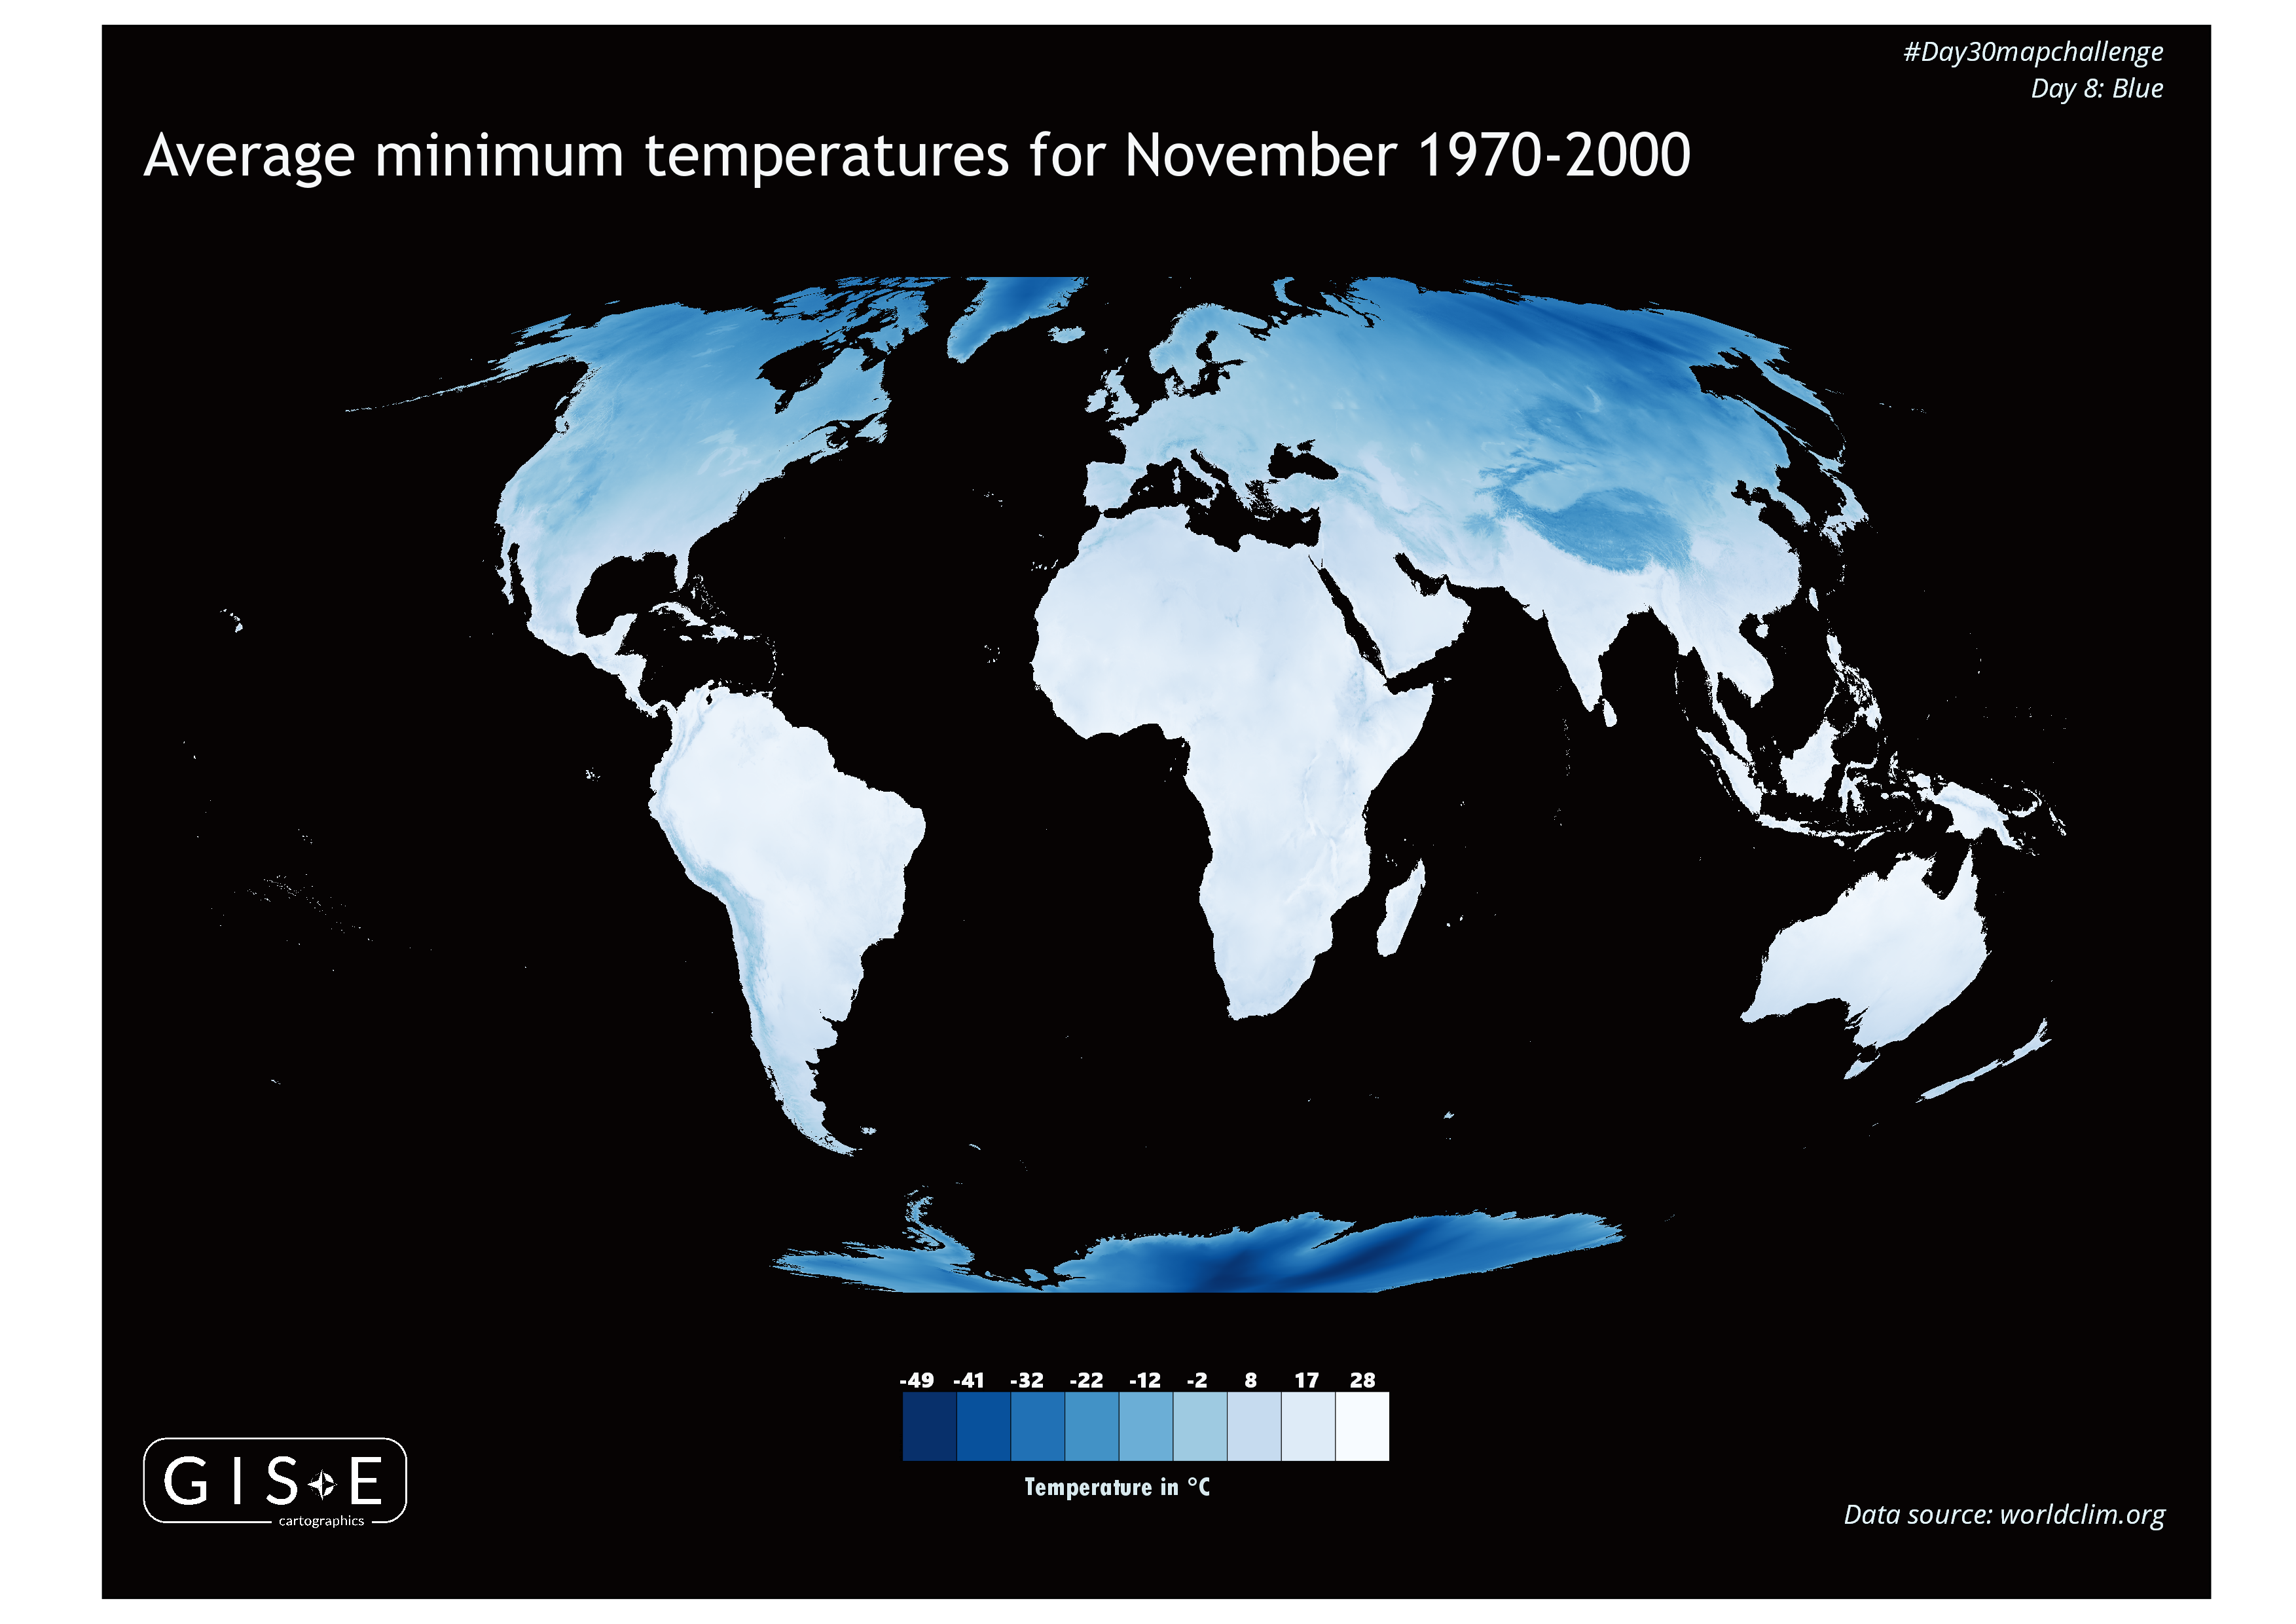 #Day30mapchallenge
Day 8: Blue
Average minimum temperatures for November 1970-2000
-49 -41 -32 -22 -12 -2 8 17 28
Temperature in °C
GIS E
cartographics
Data source: worldclim.org